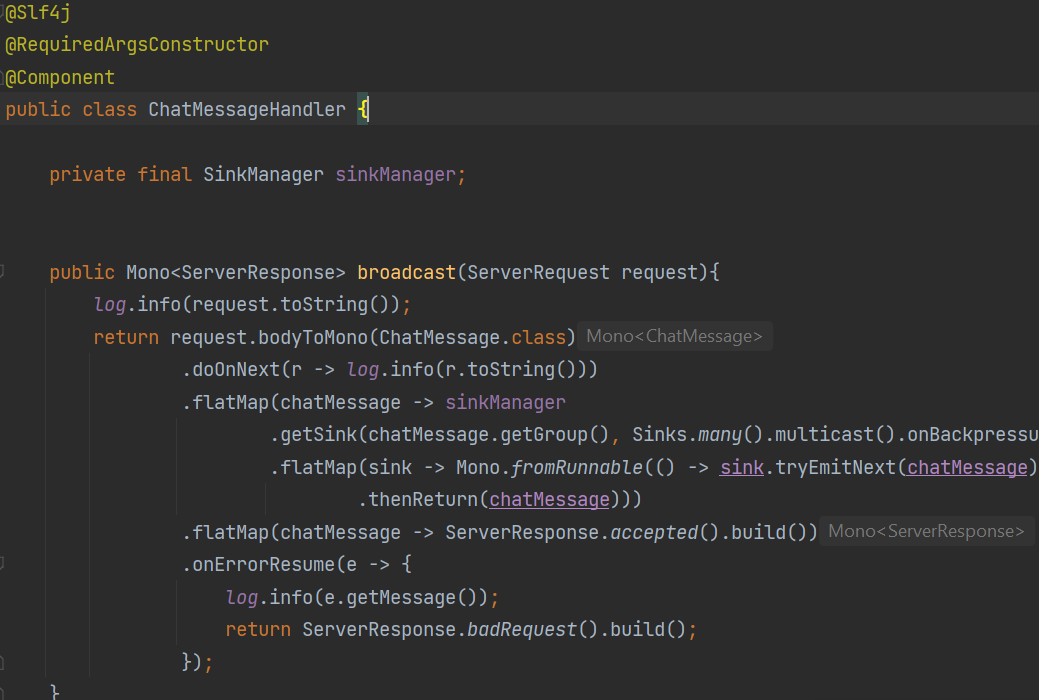 @Slf4j
@RequiredArgsConstructor
@Component
public class ChatMessageHandler {
private final SinkManager sinkManager;
public Mono<ServerResponse> broadcast(ServerRequest request){
log.info(request.toString());
return request.bodyToMono(ChatMessage.class) Mono<ChatMessage>
.doOnNext(r -> log.info(r.toString()))
.flatMap(chatMessage -> sinkManager
.getSink(chatMessage.getGroup(), Sinks.many().multicast().onBackpressu
.flatMap(sink -> Mono.fromRunnable(() -> sink.tryEmitNext(chatMessage)
.thenReturn(chatMessage)))
.flatMap(chatMessage -> ServerResponse.accepted().build()) Mono<ServerResponse>
.onErrorResume(e -> {
log.info(e.getMessage());
return ServerResponse.badRequest().build();
});
}